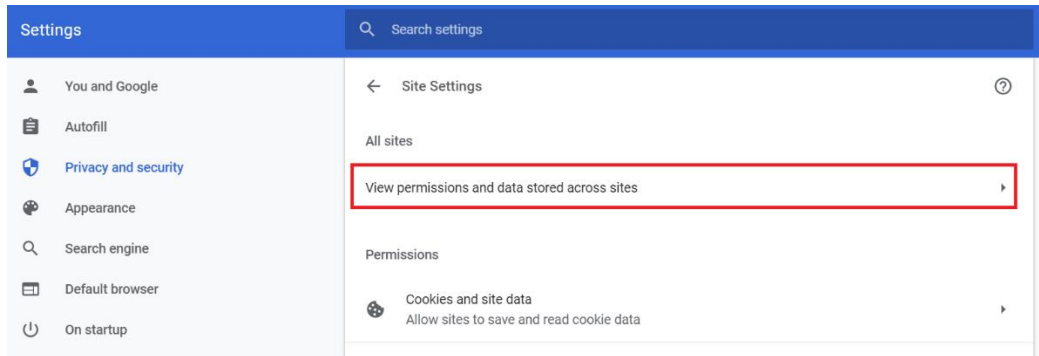 Settings
Search settings
You and Google
Autofill
Privacy and security
Appearance
Search engine
Default browser
On startup
Site Settings
All sites
View permissions and data stored across sites
Permissions
Cookies and site data
Allow sites to save and read cookie data